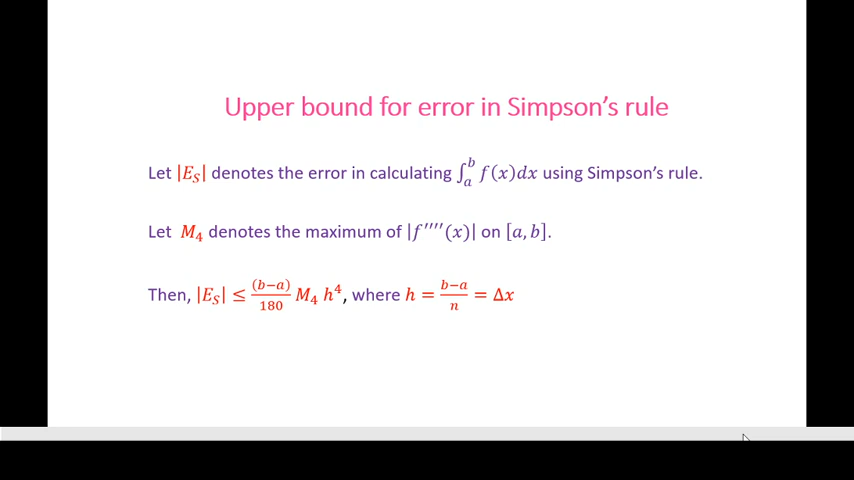 Upper bound for error in Simpson's rule
Let |E_S| denotes the error in calculating ∫_a^b f(x)dx using Simpson's rule.
Let M_4 denotes the maximum of |f''''(x)| on [a, b].
Then, |E_S| ≤ (b−a)/180 M_4 h^4, where h = b−a/n = Δx